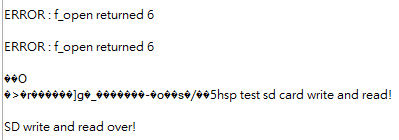 ERROR : f_open returned 6
ERROR : f_open returned 6
��O
�>�r������]g�_�������-�o��s�/��5hsp test sd card write and read!
SD write and read over!